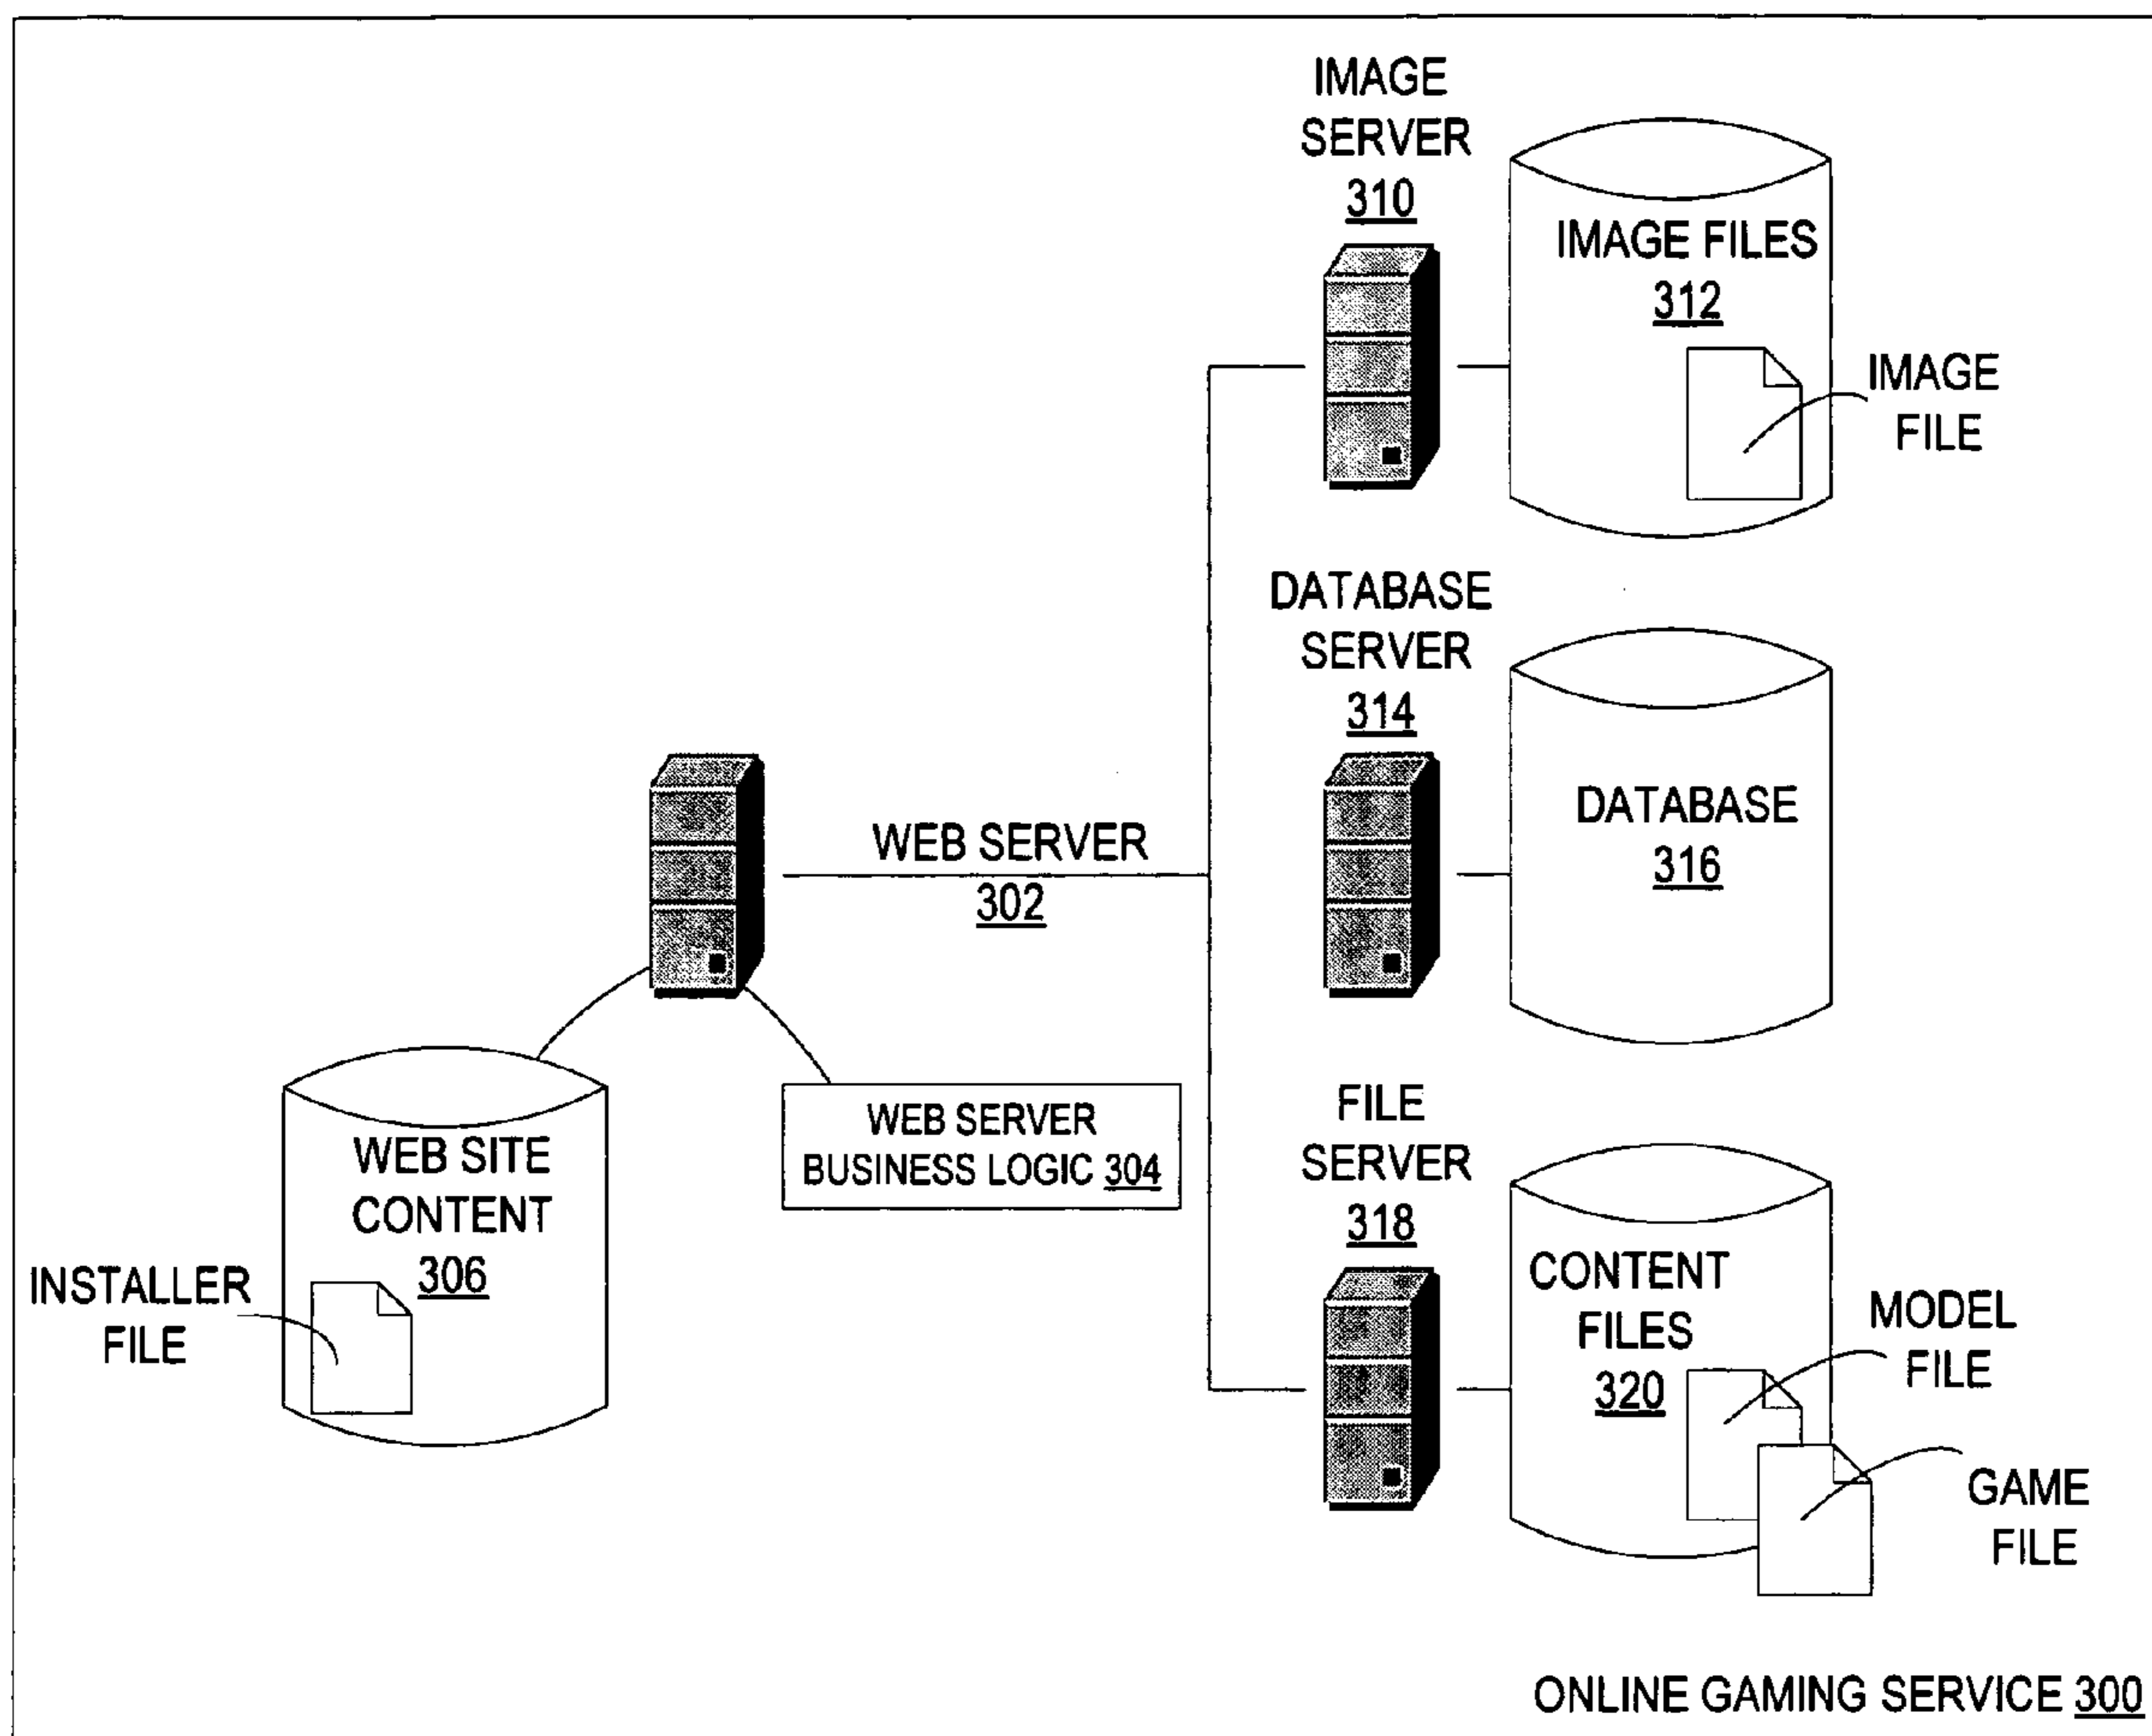 IMAGE
SERVER
310
IMAGE FILES
312
IMAGE
FILE
DATABASE
SERVER
314
DATABASE
316
WEB SERVER
302
WEB SERVER
BUSINESS LOGIC 304
WEB SITE
CONTENT
306
INSTALLER
FILE
FILE
SERVER
318
CONTENT
FILES
320
MODEL
FILE
GAME
FILE
ONLINE GAMING SERVICE 300